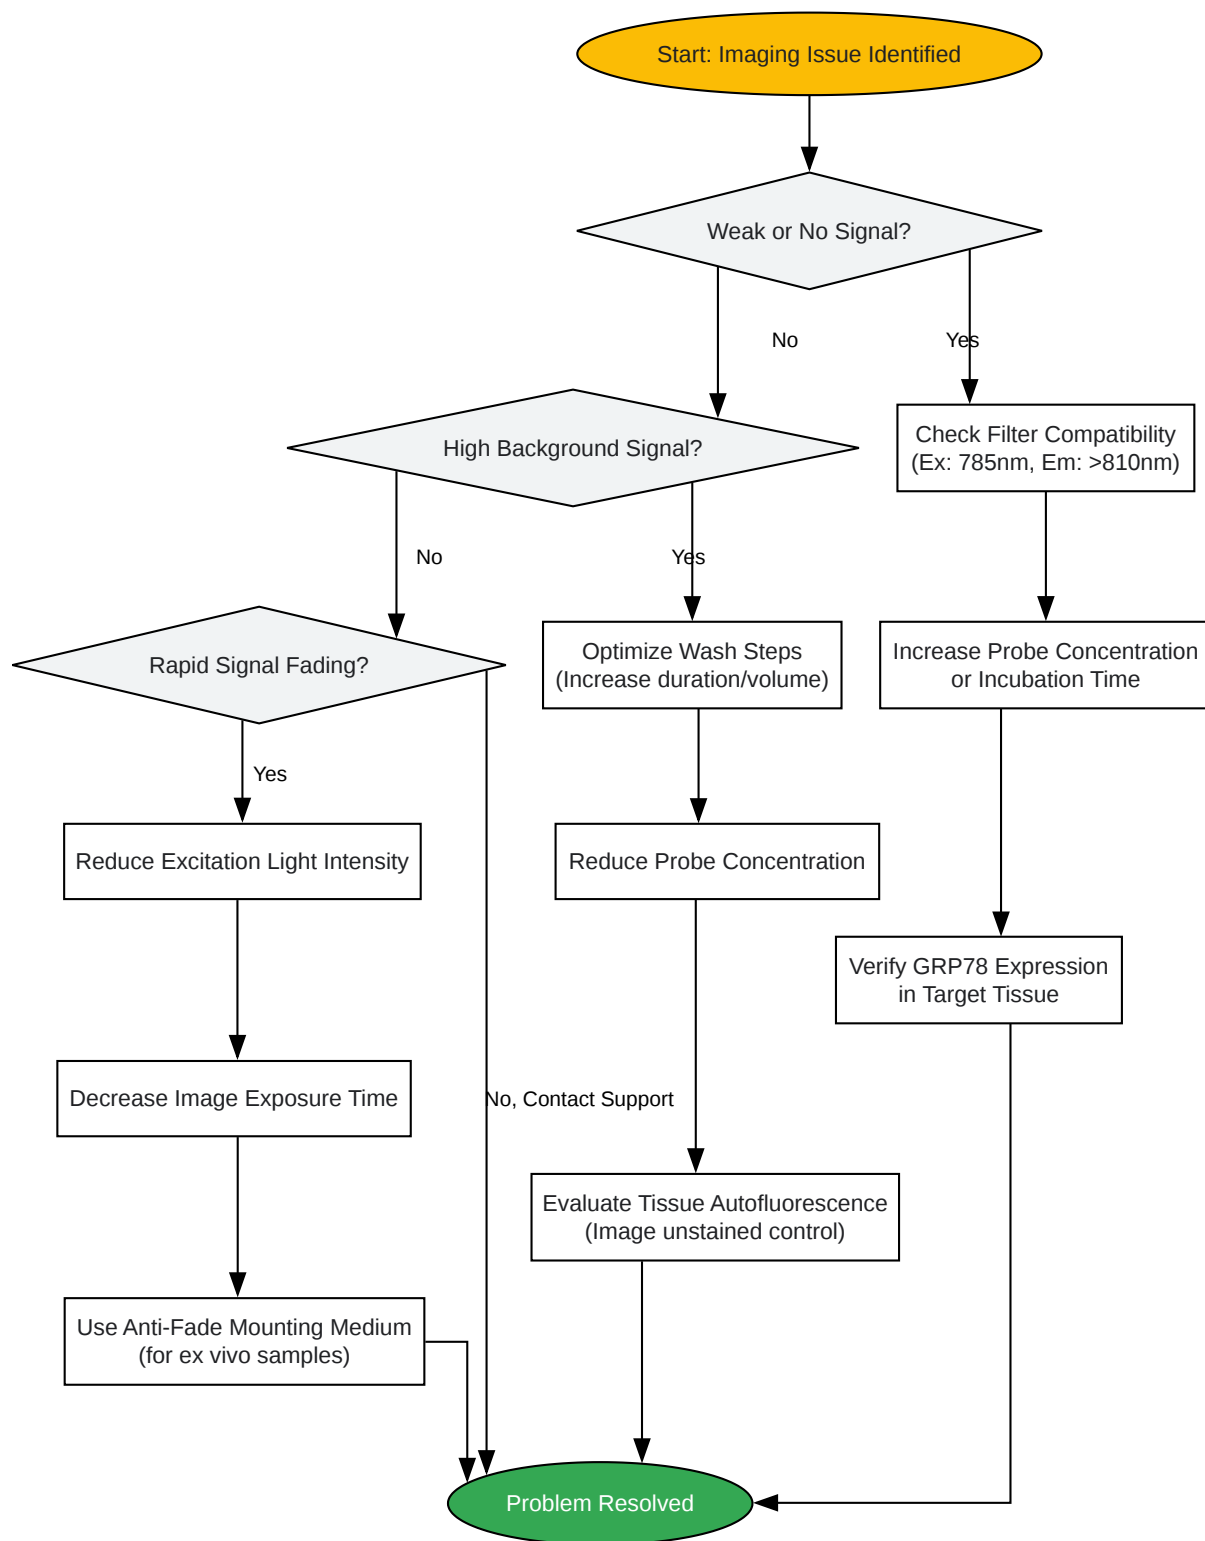 Start: Imaging Issue Identified
Weak or No Signal?
No
Yes
High Background Signal?
Check Filter Compatibility
(Ex: 785nm, Em: >810nm)
No
Yes
Rapid Signal Fading?
Optimize Wash Steps
(Increase duration/volume)
Increase Probe Concentration
or Incubation Time
Yes
Reduce Excitation Light Intensity
Reduce Probe Concentration
Verify GRP78 Expression
in Target Tissue
Decrease Image Exposure Time
No, Contact Support
Evaluate Tissue Autofluorescence
(Image unstained control)
Use Anti-Fade Mounting Medium
(for ex vivo samples)
Problem Resolved